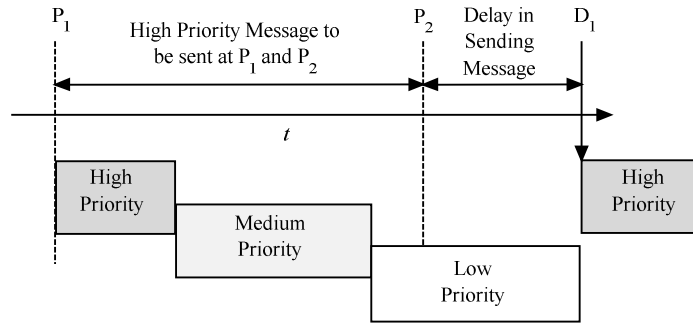 P1
High Priority Message to
be sent at P1 and P2
P2
Delay in
Sending
Message
D1
t
High
Priority
Medium
Priority
Low
Priority
High
Priority